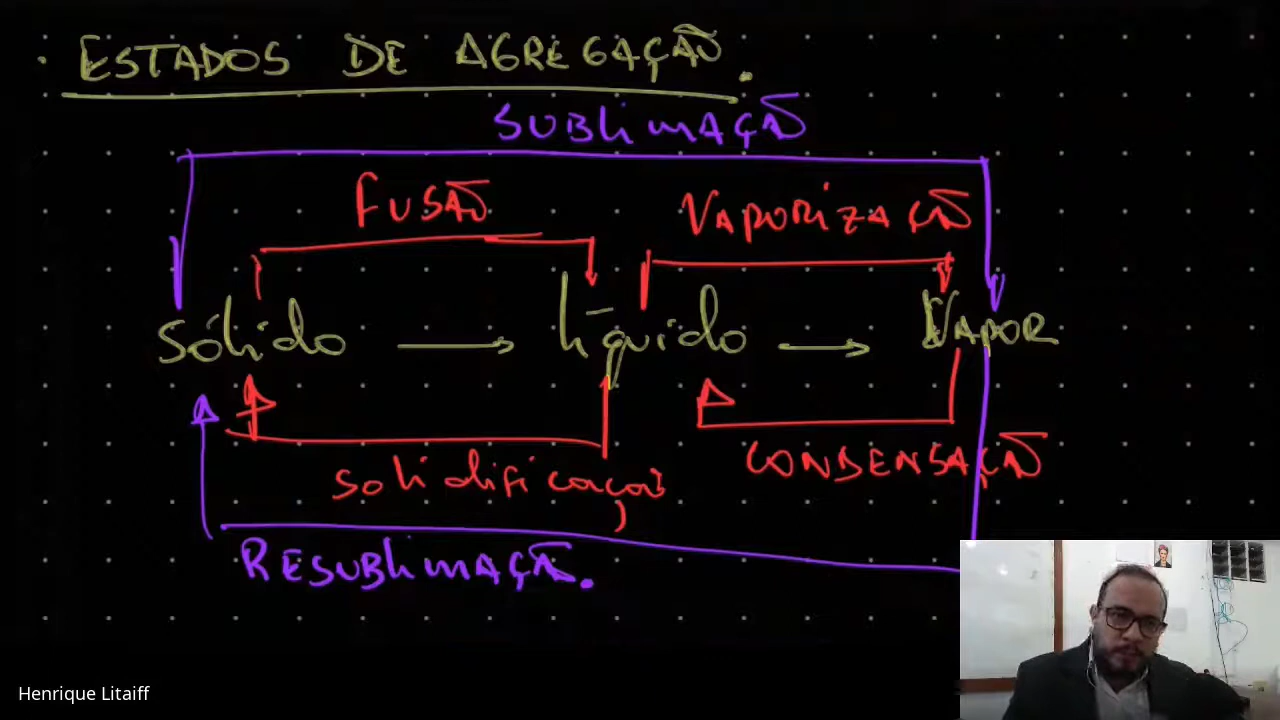 ESTADOS DE AGREGAÇÃO.
SUBlimAÇÃO
FUSÃO
VAPORizAÇÃO
Sólido → líquido → VAPOR
CONDENSAÇÃO
solidificação
RESUBlimAÇÃO.
Henrique Litaiff